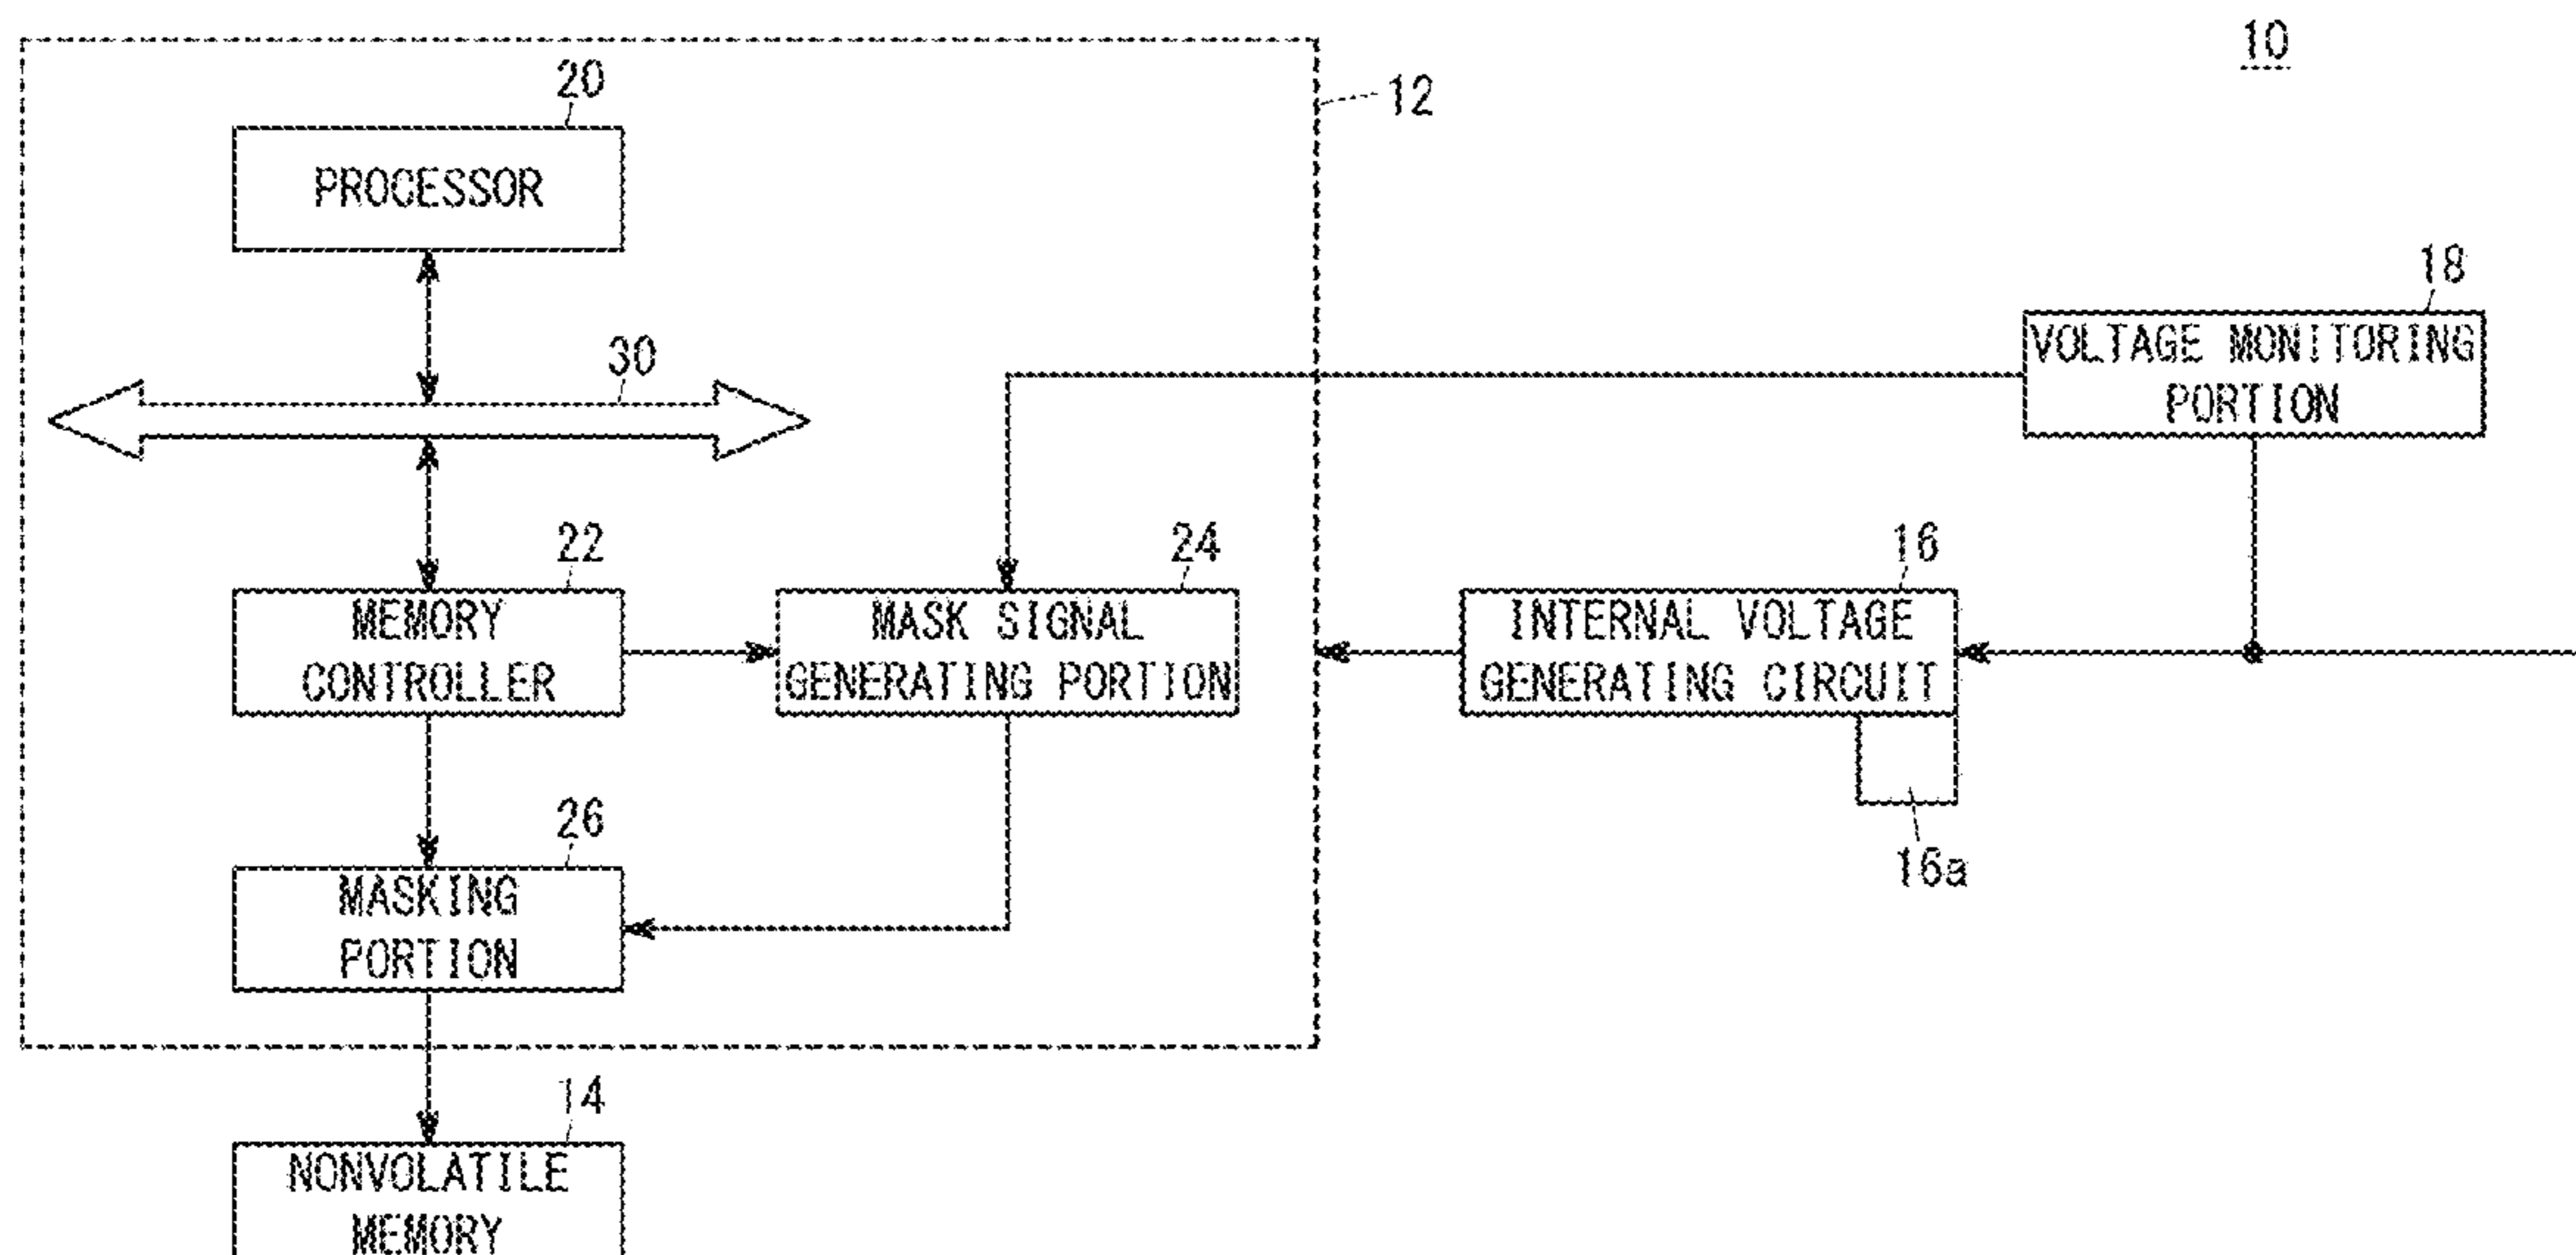 10
20
12
PROCESSOR
18
VOLTAGE MONITORING
PORTION
30
22
24
16
MEMORY
CONTROLLER
MASK SIGNAL
GENERATING PORTION
INTERNAL VOLTAGE
GENERATING CIRCUIT
26
16a
MASKING
PORTION
14
NONVOLATILE
MEMORY